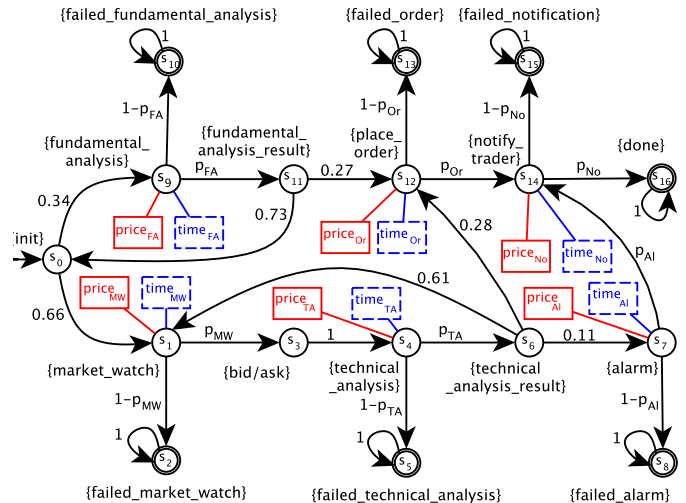 {failed_fundamental_analysis} {failed_order} {failed_notification}
1 1 1
s10 s13 s15
1-pFA 1-pOr 1-pNo
{fundamental_
analysis}
{fundamental_
analysis_result}
{place_
order}
{notify_
trader}
{done}
s9 pFA s11 0.27 s12 pOr s14 pNo s16
0.34 0.73 1
priceFA timeFA priceOr timeOr priceNo timeNo
0.28 pAl
init}
s0
0.66
priceMW timeMW priceTA timeTA 0.61 priceAl timeAl
s1 pMW s3 1 s4 pTA s6 0.11 s7
{market_watch} {bid/ask}
{technical
_analysis}
{technical
_analysis_result}
{alarm}
1-pMW 1-pTA 1-pAl
1 1 1
s2 s5 s8
{failed_market_watch} {failed_technical_analysis} {failed_alarm}